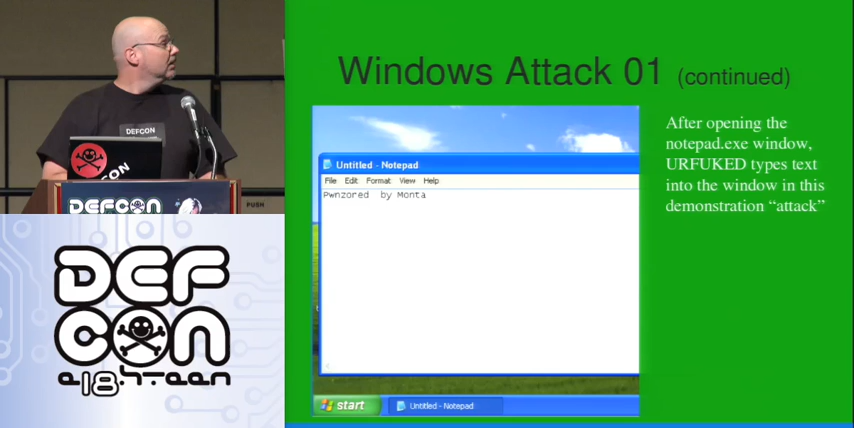 Windows Attack 01 (continued)
Untitled - Notepad
File Edit Format View Help
Pwnzored by Monta
start
Untitled - Notepad
After opening the
notepad.exe window,
URFUKED types text
into the window in this
demonstration “attack”
DEFCON
CON
DEFCON
PUSH
DEF
CON